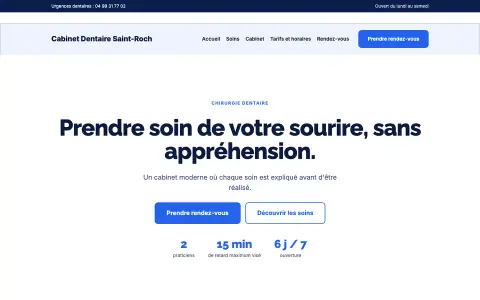 Urgences dentaires : 04 99 31 77 02
Ouvert du lundi au samedi
Cabinet Dentaire Saint-Roch
Accueil
Soins
Cabinet
Tarifs et horaires
Rendez-vous
Prendre rendez-vous
CHIRURGIE DENTAIRE
Prendre soin de votre sourire, sans
appréhension.
Un cabinet moderne où chaque soin est expliqué avant d'être
réalisé.
Prendre rendez-vous
Découvrir les soins
2
praticiens
15 min
de retard maximum visé
6 j / 7
ouverture